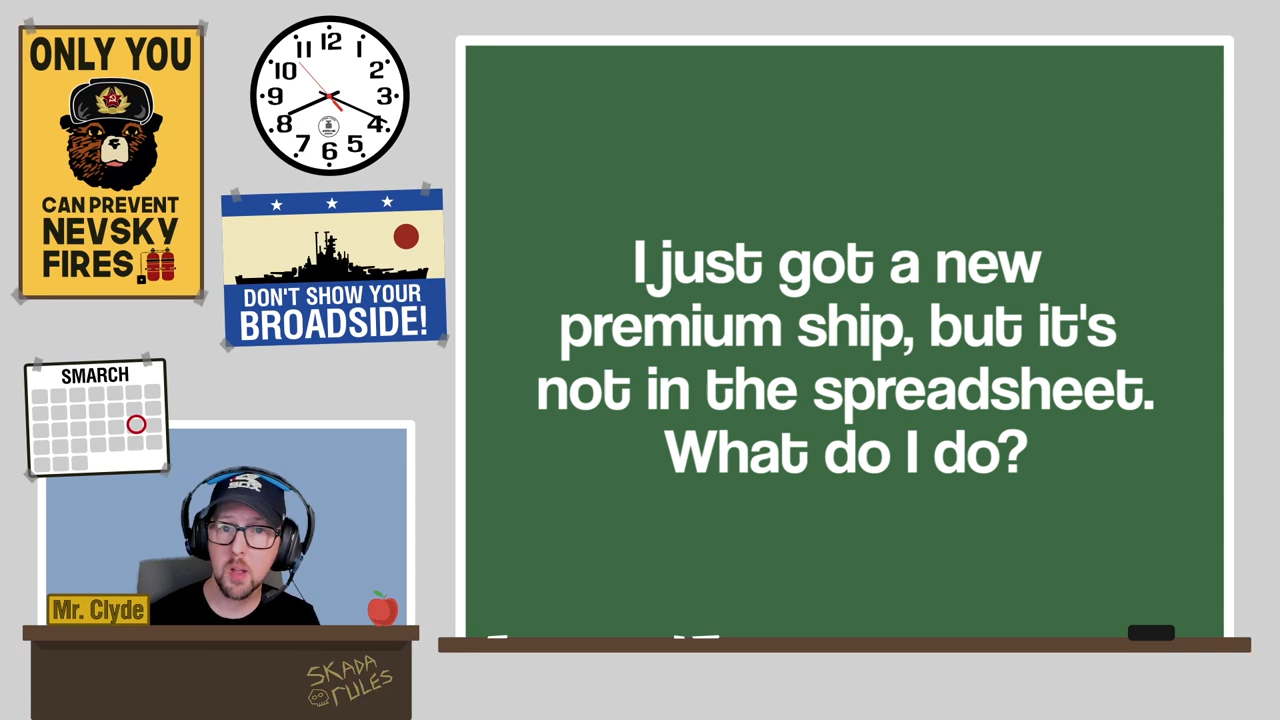 ONLY YOU
CAN PREVENT
NEVSKY
FIRES
12
1
2
3
4
5
6
7
8
9
10
11
DON'T SHOW YOUR
BROADSIDE!
SMARCH
SOX
Mr. Clyde
SKADA
RULES
I just got a new
premium ship, but it's
not in the spreadsheet.
What do I do?